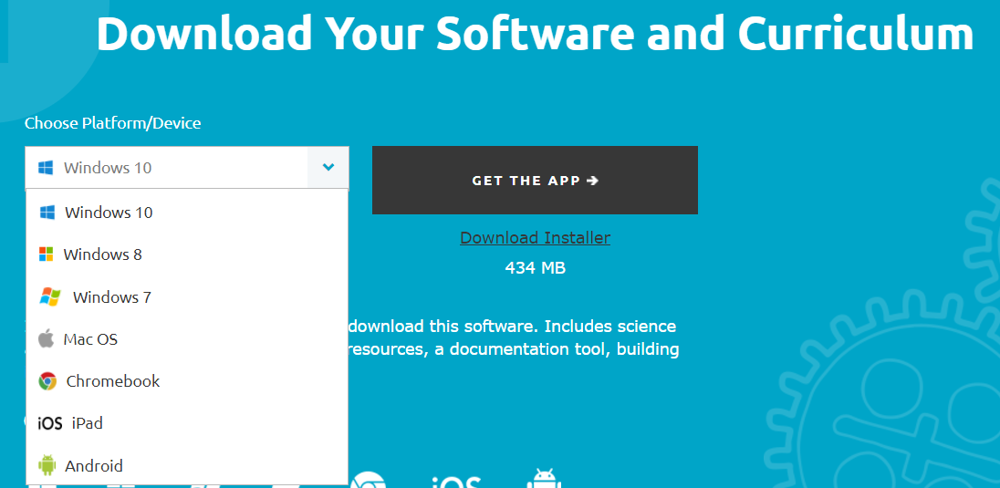 Download Your Software and Curriculum
Choose Platform/Device
Windows 10
GET THE APP
Windows 10
Download Installer
Windows 8
434 MB
Windows 7
download this software. Includes science
Mac OS
resources, a documentation tool, building
Chromebook
iOS iPad
Android
iOS